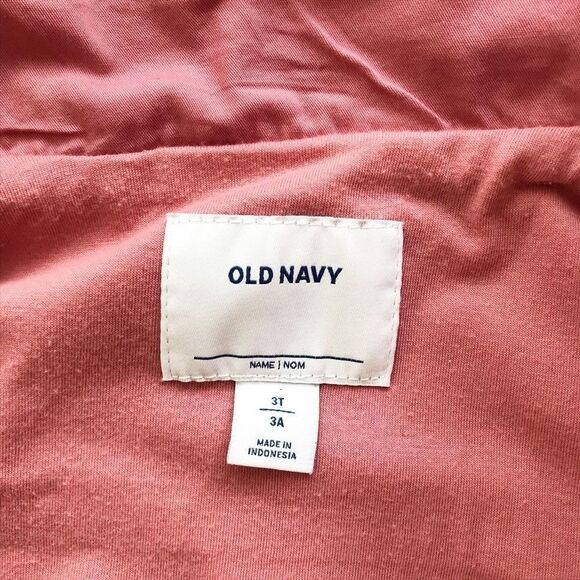 OLD NAVY
NAME | NOM
3T
3A
MADE IN
INDONESIA